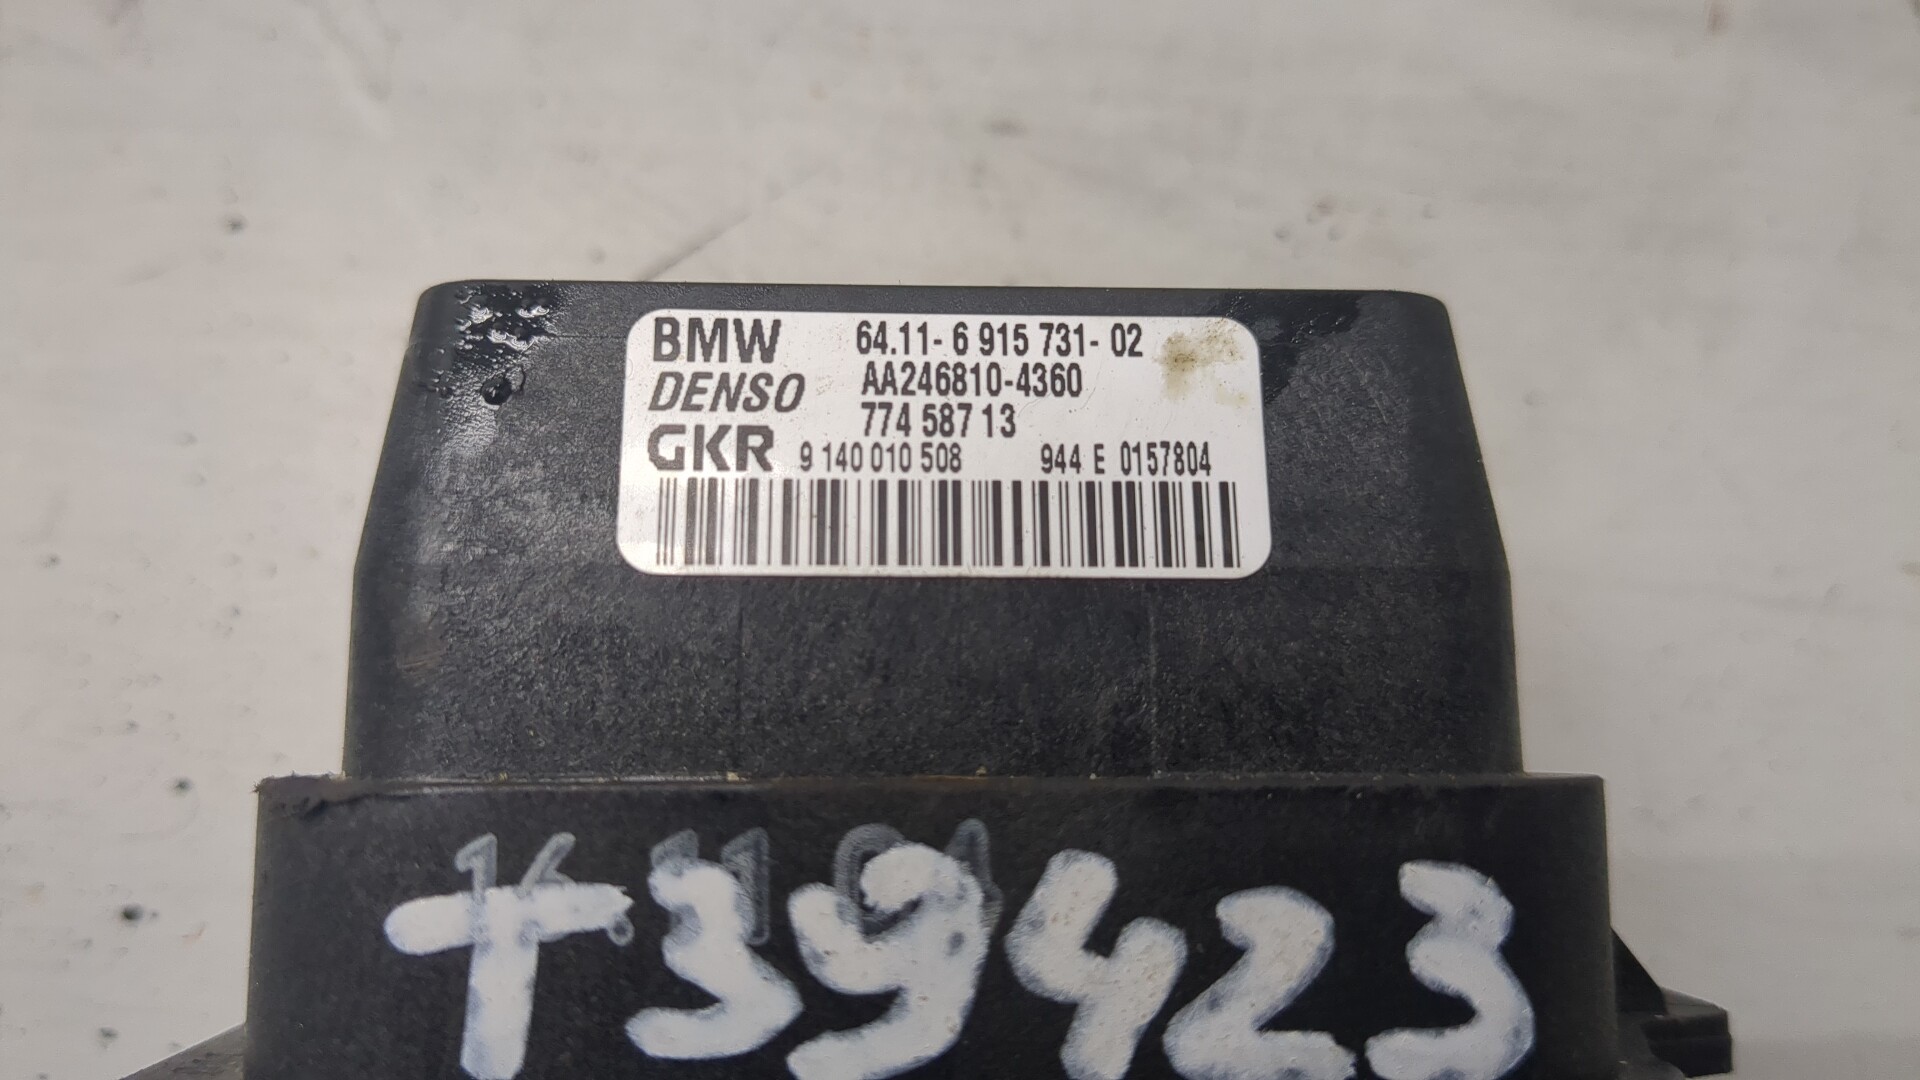 BMW 64.11- 6 915 731- 02
DENSO AA246810-4360
774 587 13
GKR 9 140 010 508 944 E 0157804
T39423